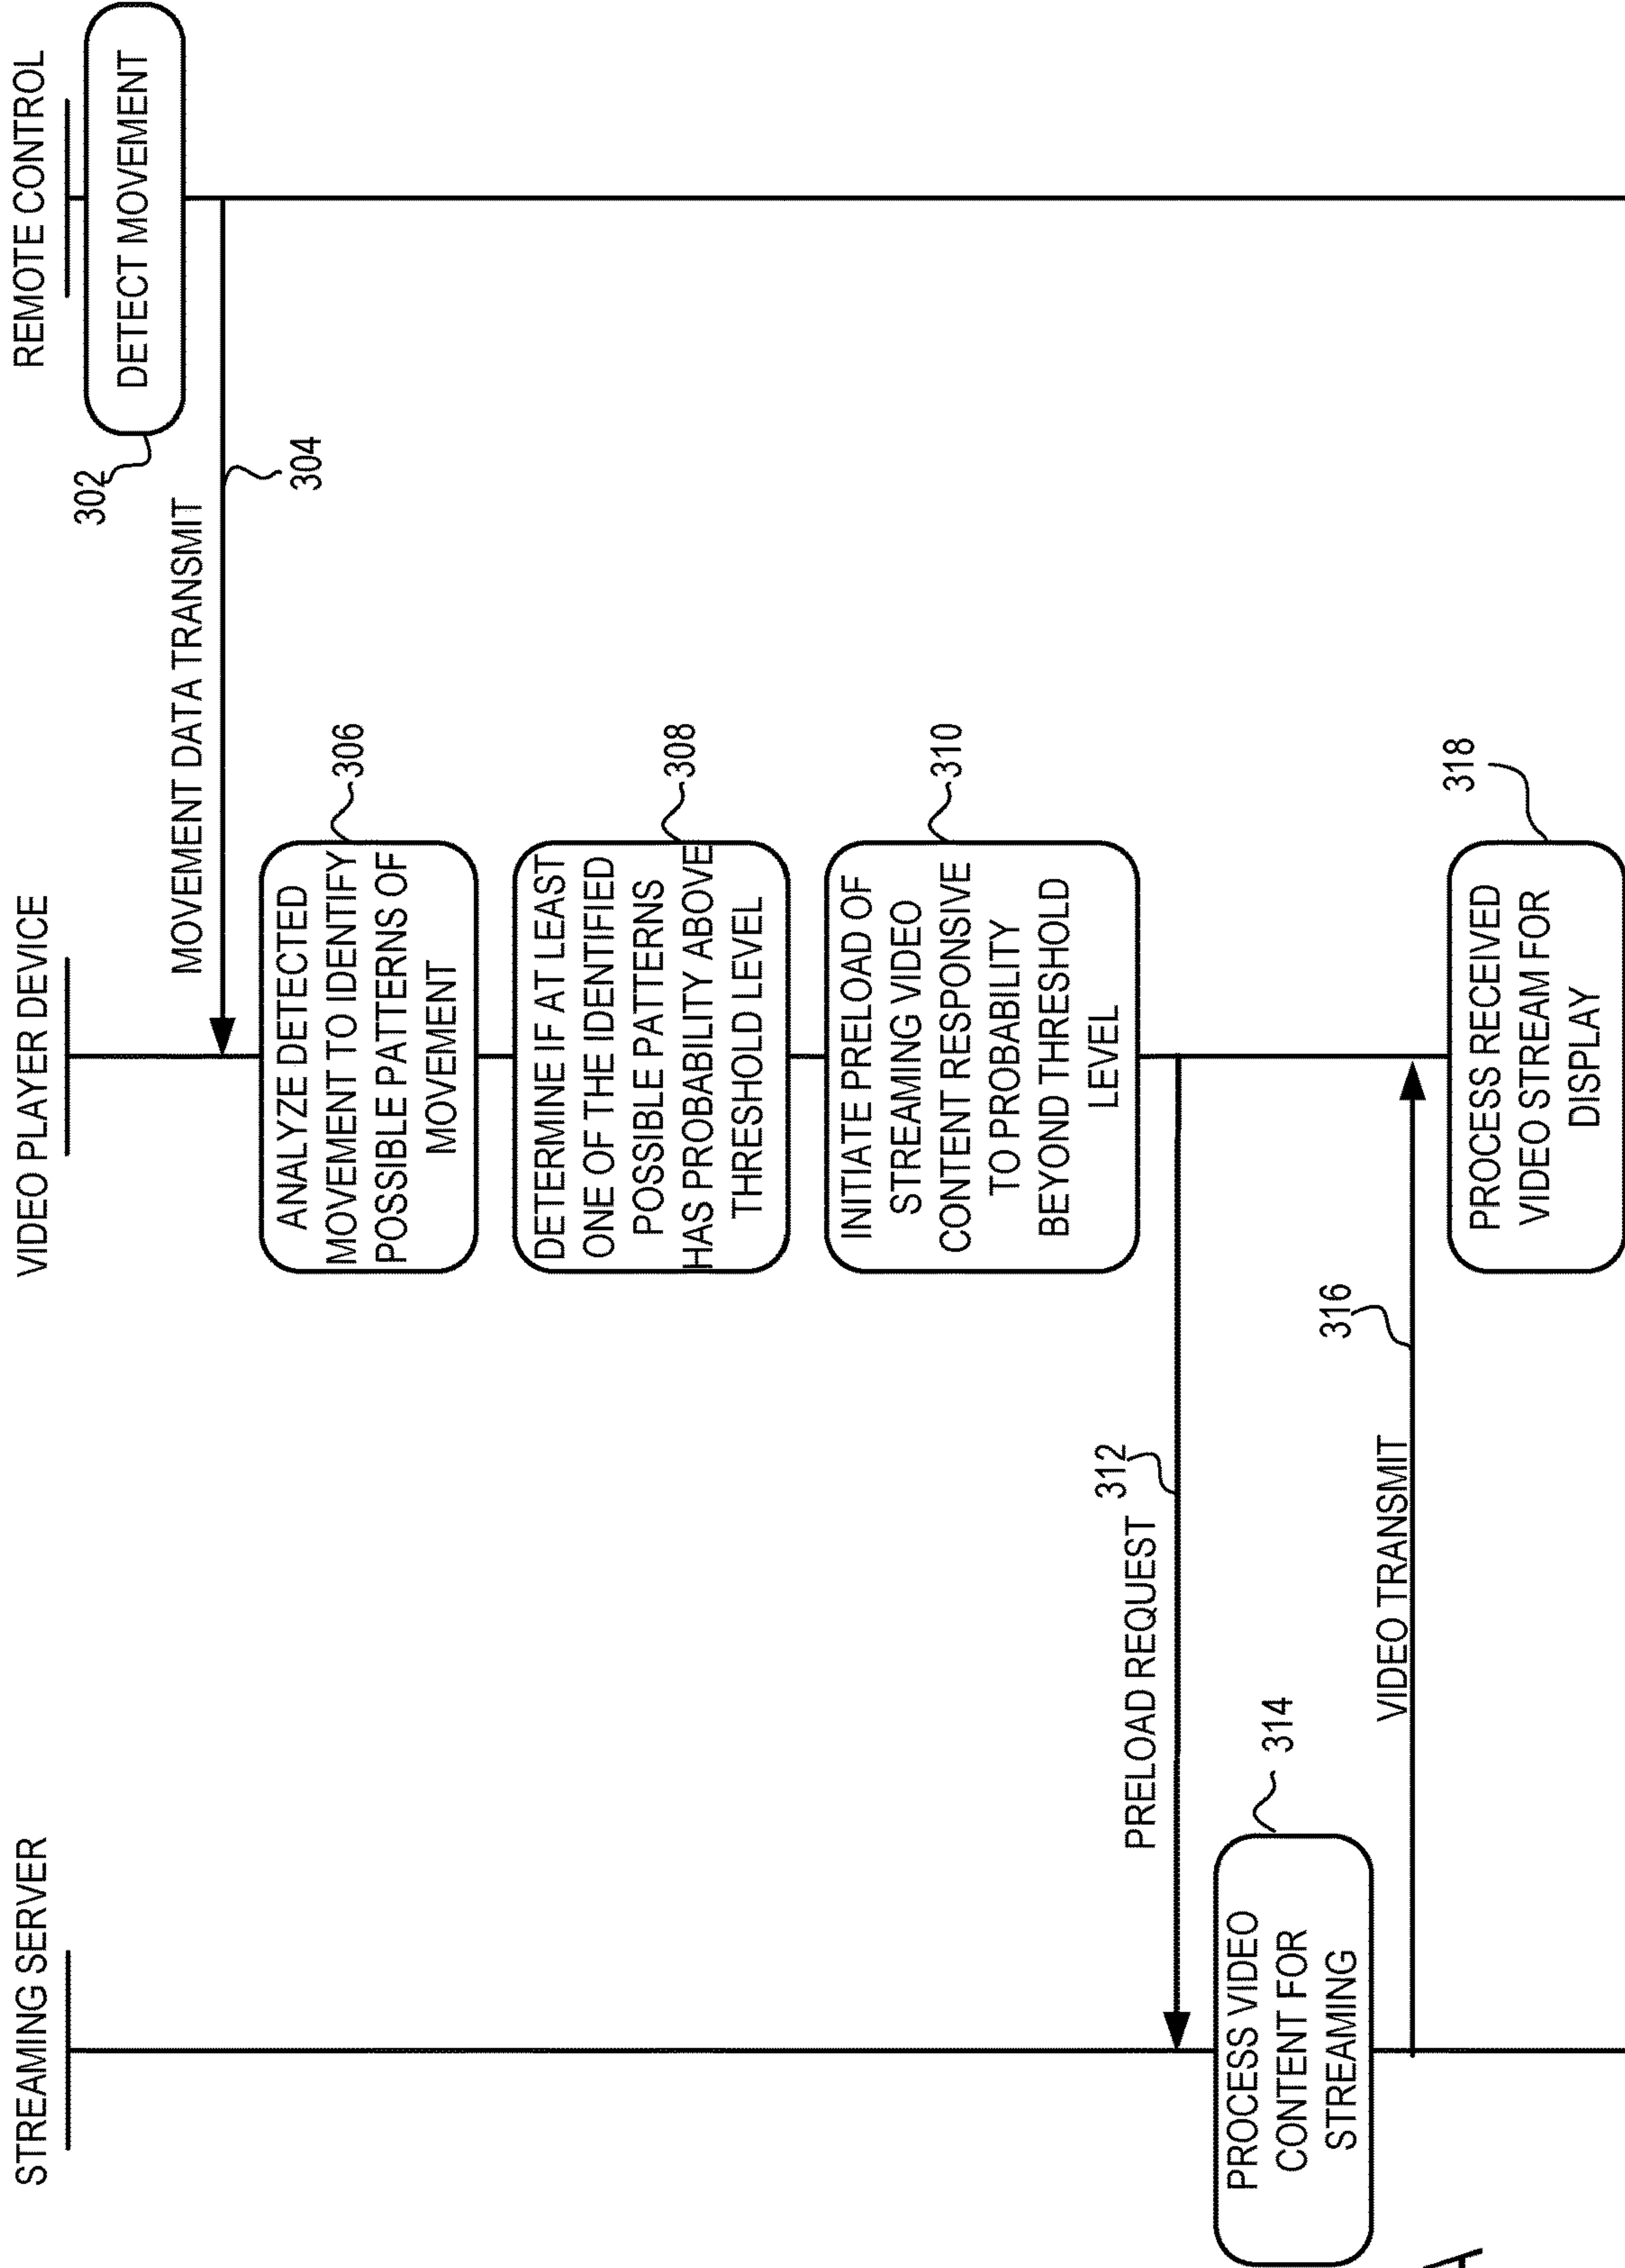 STREAMING SERVER
VIDEO PLAYER DEVICE
REMOTE CONTROL
DETECT MOVEMENT
302
MOVEMENT DATA TRANSMIT
304
ANALYZE DETECTED
MOVEMENT TO IDENTIFY
POSSIBLE PATTERNS OF
MOVEMENT
306
DETERMINE IF AT LEAST
ONE OF THE IDENTIFIED
POSSIBLE PATTERNS
HAS PROBABILITY ABOVE
THRESHOLD LEVEL
308
INITIATE PRELOAD OF
STREAMING VIDEO
CONTENT RESPONSIVE
TO PROBABILITY
BEYOND THRESHOLD
LEVEL
310
312
PRELOAD REQUEST
PROCESS VIDEO
CONTENT FOR
STREAMING
314
316
VIDEO TRANSMIT
PROCESS RECEIVED
VIDEO STREAM FOR
DISPLAY
318